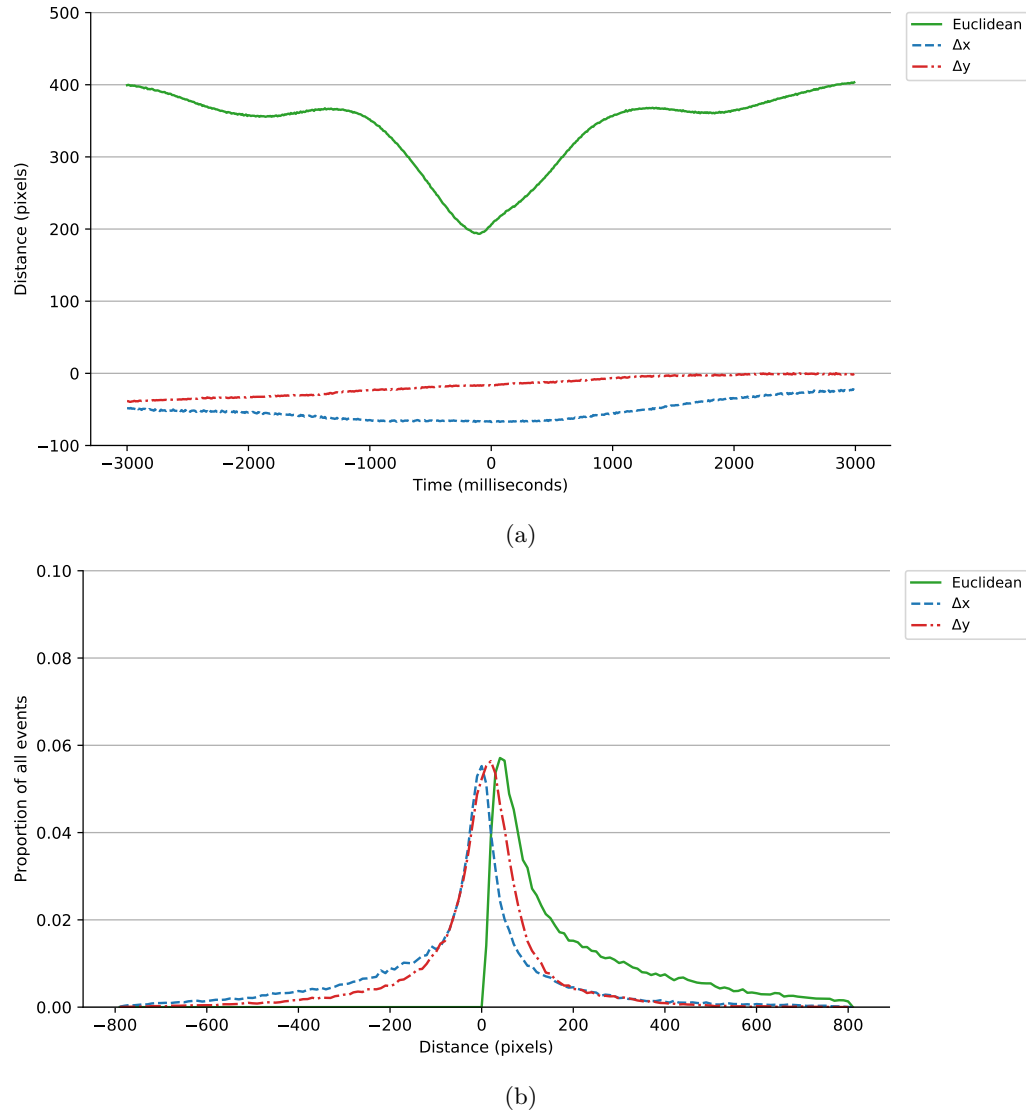 500
400
300
200
100
0
−100
Distance (pixels)
−3000 −2000 −1000 0 1000 2000 3000
Time (milliseconds)
Euclidean
Δx
Δy
(a)
0.10
0.08
0.06
0.04
0.02
0.00
Proportion of all events
−800 −600 −400 −200 0 200 400 600 800
Distance (pixels)
Euclidean
Δx
Δy
(b)